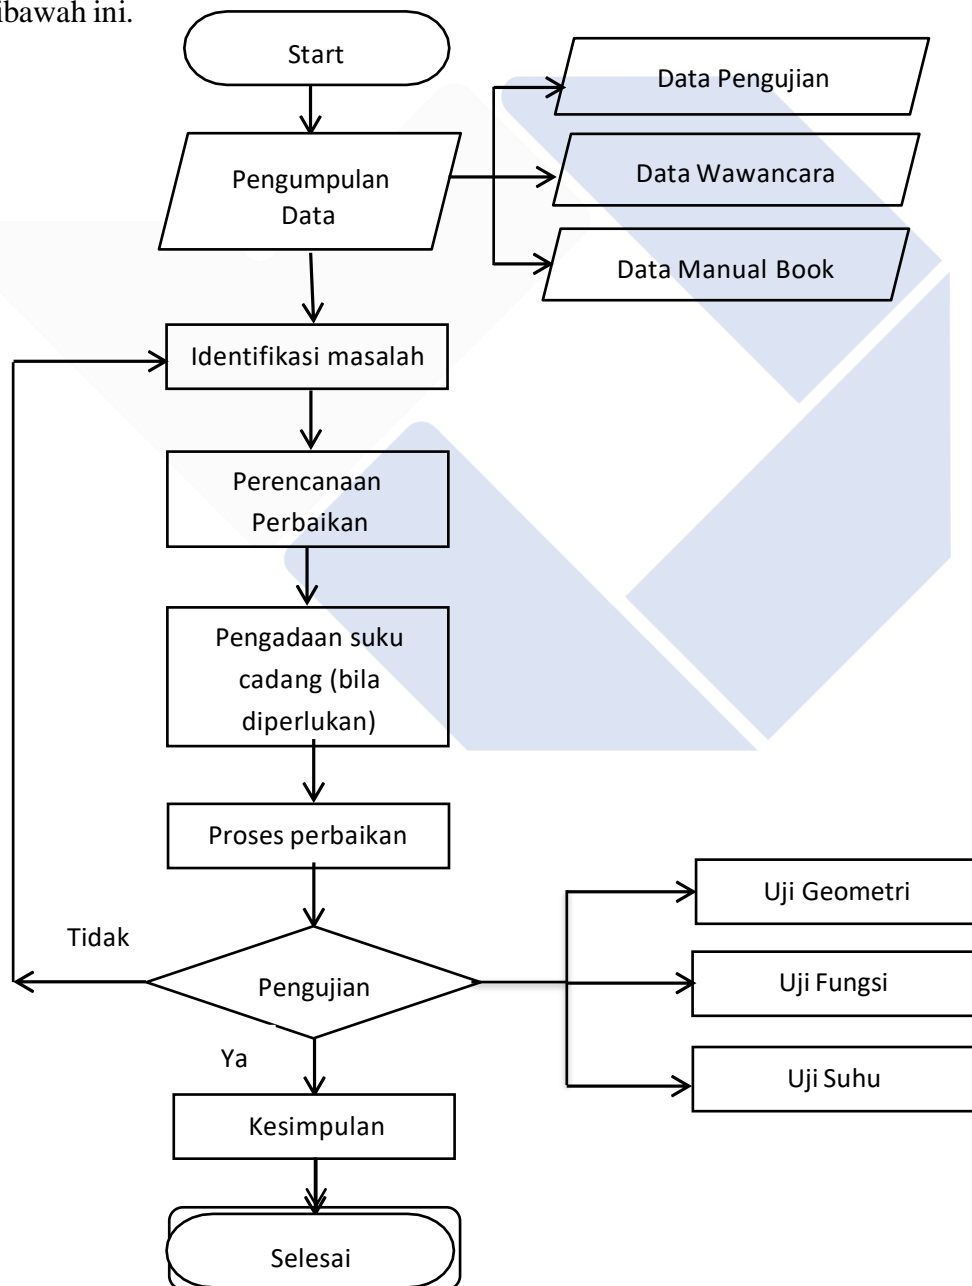 ibawah ini.
Start
Data Pengujian
Pengumpulan
Data
Data Wawancara
Data Manual Book
Identifikasi masalah
Perencanaan
Perbaikan
Pengadaan suku
cadang (bila
diperlukan)
Proses perbaikan
Uji Geometri
Tidak
Pengujian
Uji Fungsi
Ya
Uji Suhu
Kesimpulan
Selesai